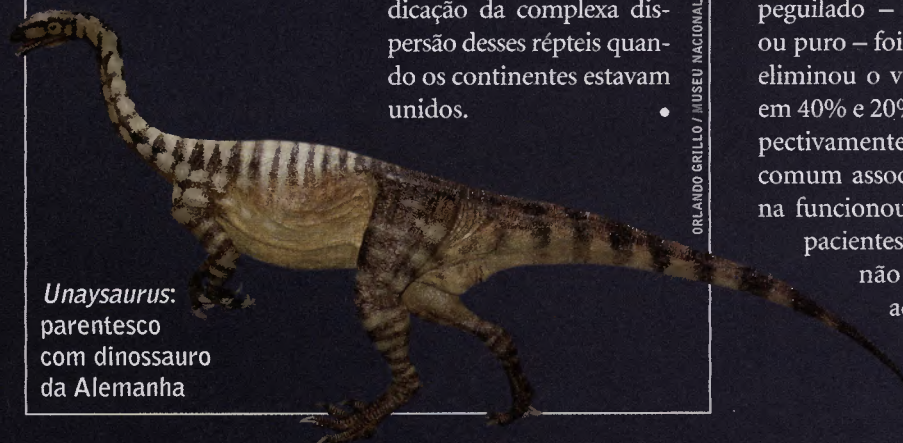 dicação da complexa dis-
persão desses répteis quan-
do os continentes estavam
unidos.
ORLANDO GRILLO / MUSEU NACIONAL
Unaysaurus:
parentesco
com dinossauro
da Alemanha
peguilado –
ou puro – foi
eliminou o v
em 40% e 20%
pectivamente
comum assoc
na funcionou
pacientes
não
ac